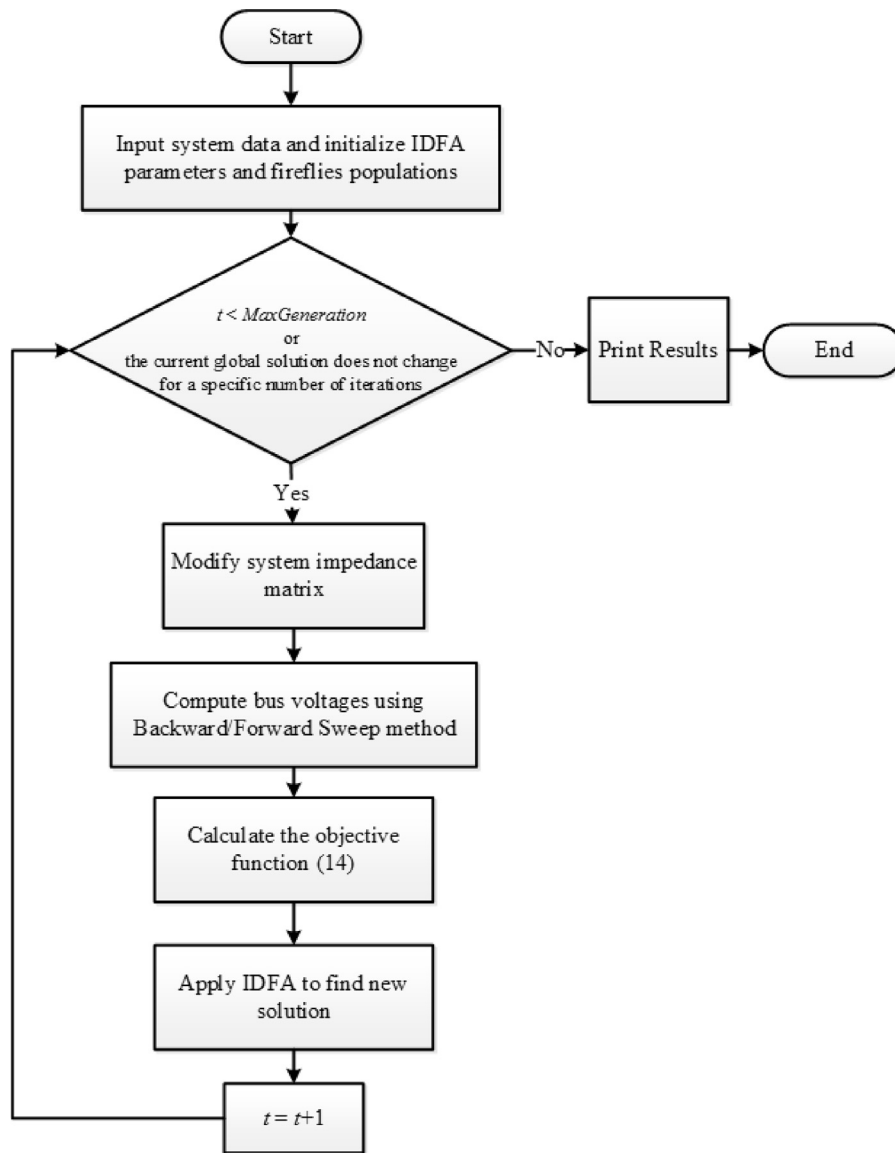 Start
Input system data and initialize IDFA
parameters and fireflies populations
t < MaxGeneration
or
the current global solution does not change
for a specific number of iterations
No
Print Results
End
Yes
Modify system impedance
matrix
Compute bus voltages using
Backward/Forward Sweep method
Calculate the objective
function (14)
Apply IDFA to find new
solution
t = t+1